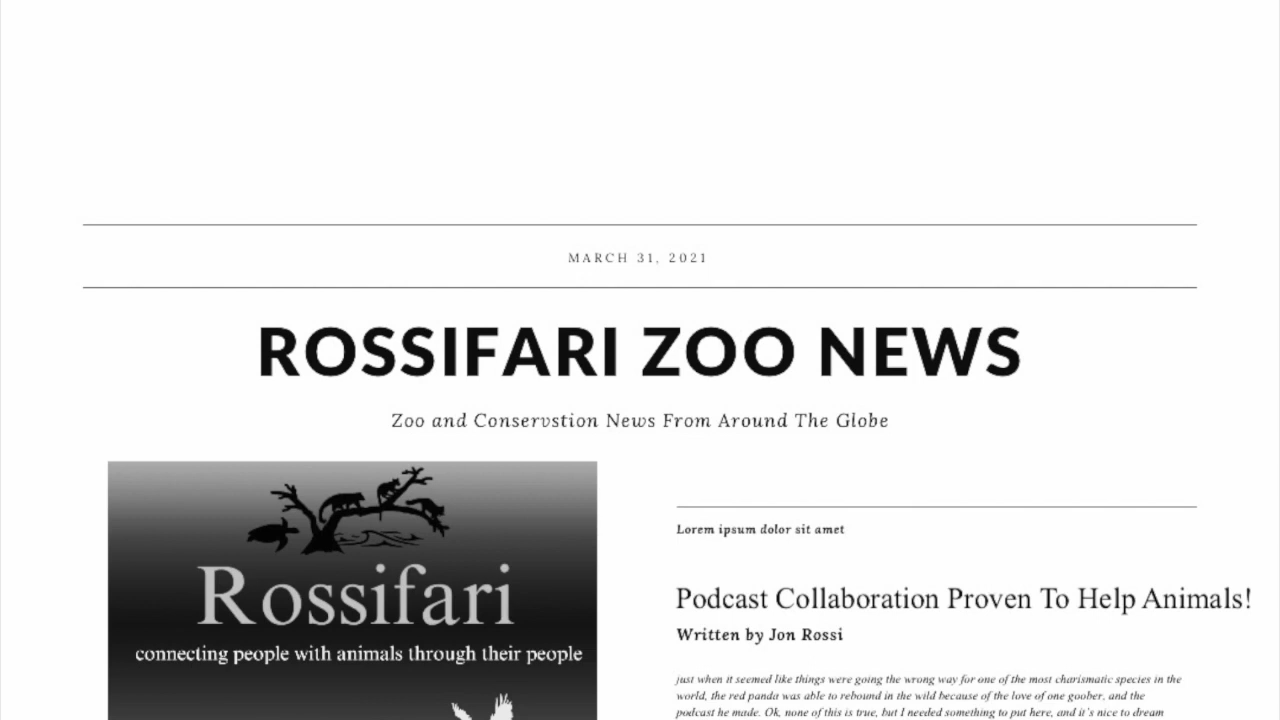 MARCH 31, 2021
ROSSIFARI ZOO NEWS
Zoo and Conservstion News From Around The Globe
Rossifari
connecting people with animals through their people
Lorem ipsum dolor sit amet
Podcast Collaboration Proven To Help Animals!
Written by Jon Rossi
just when it seemed like things were going the wrong way for one of the most charismatic species in the
world, the red panda was able to rebound in the wild because of the love of one goober, and the
podcast he made. Ok, none of this is true, but I needed something to put here, and it's nice to dream